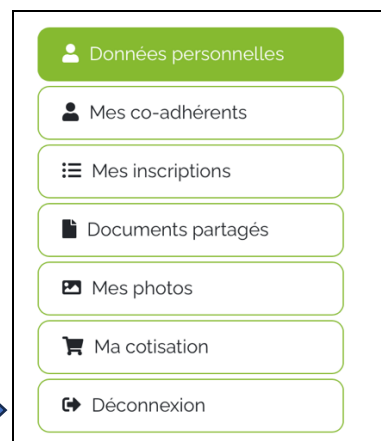 Données personnelles
Mes co-adhérents
Mes inscriptions
Documents partagés
Mes photos
Ma cotisation
Déconnexion